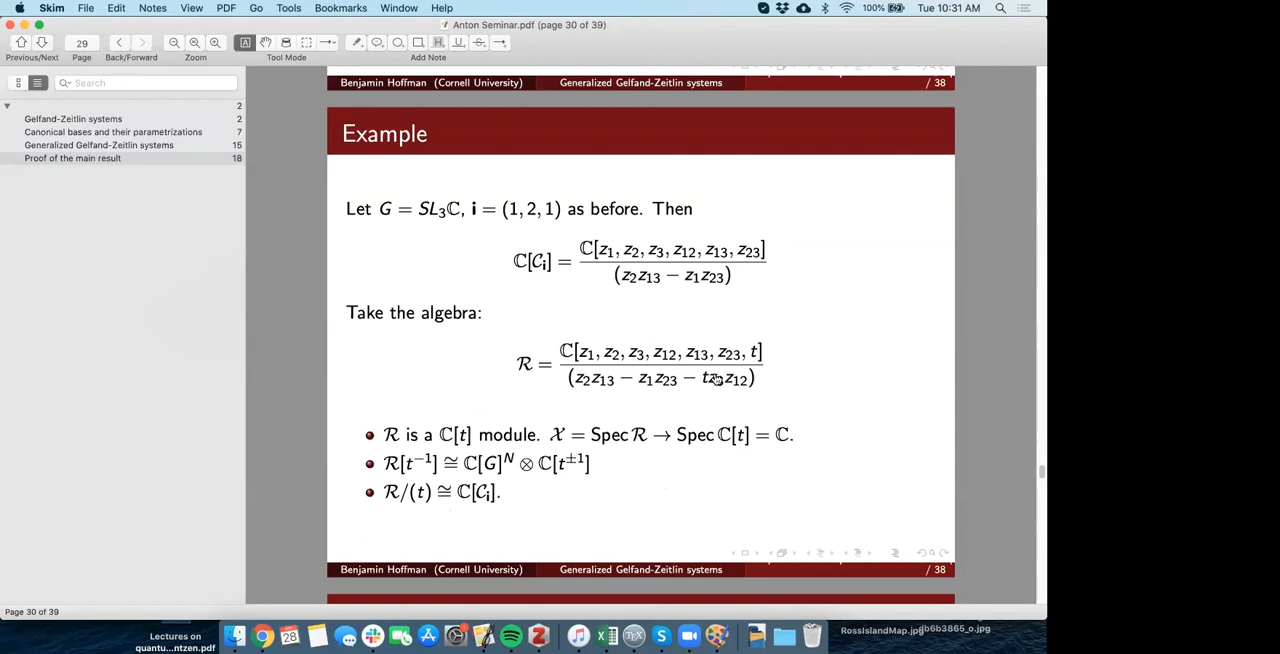 Skim File Edit View PDF Go Tools Bookmarks Window Help 100% Tue 10:31 AM
Anton Seminar.pdf (page 30 of 39)
29
Previous/Next Page Back/Forward Zoom Tool Mode Add Note
Search
2
Gelfand-Zeitlin systems 2
Canonical bases and their parametrizations 7
Generalized Gelfand-Zeitlin systems 15
Proof of the main result 18
Benjamin Hoffman (Cornell University) Generalized Gelfand-Zeitlin systems / 38
Example
Let G = SL₃ℂ, i = (1, 2, 1) as before. Then
ℂ[𝒞ᵢ] = ℂ[z₁, z₂, z₃, z₁₂, z₁₃, z₂₃] / (z₂z₁₃ − z₁z₂₃)
Take the algebra:
ℛ = ℂ[z₁, z₂, z₃, z₁₂, z₁₃, z₂₃, t] / (z₂z₁₃ − z₁z₂₃ − tz₃z₁₂)
ℛ is a ℂ[t] module. 𝒳 = Spec ℛ → Spec ℂ[t] = ℂ.
ℛ[t⁻¹] ≅ ℂ[G]ᴺ ⊗ ℂ[t^{±1}]
ℛ/(t) ≅ ℂ[𝒞ᵢ].
Benjamin Hoffman (Cornell University) Generalized Gelfand-Zeitlin systems / 38
Page 30 of 39
Lectures on
quantu...ntzen.pdf
RossIslandMap.jpg